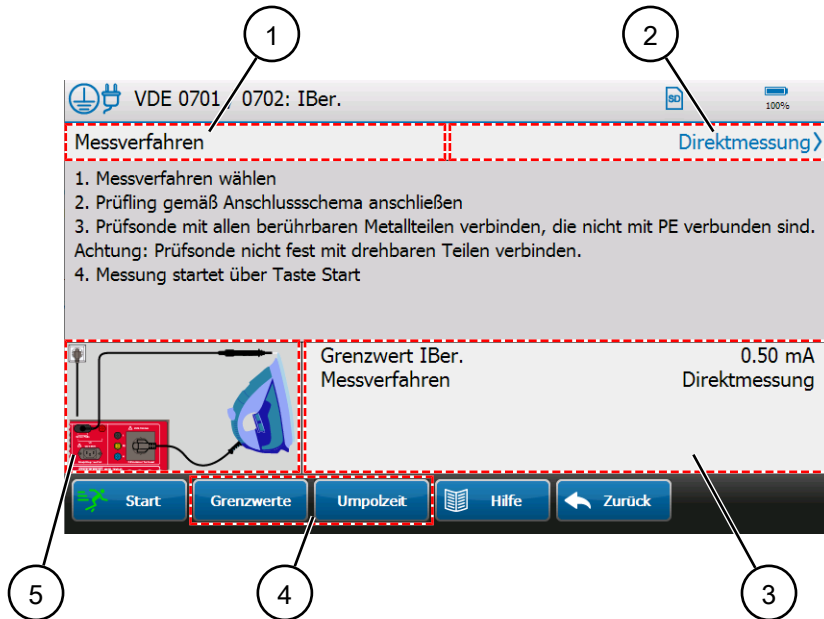 1
2
VDE 0701 / 0702: IBer.
SD
100%
Messverfahren
Direktmessung
1. Messverfahren wählen
2. Prüfling gemäß Anschlussschema anschließen
3. Prüfsonde mit allen berührbaren Metallteilen verbinden, die nicht mit PE verbunden sind.
Achtung: Prüfsonde nicht fest mit drehbaren Teilen verbinden.
4. Messung startet über Taste Start
Grenzwert IBer. 0.50 mA
Messverfahren Direktmessung
Start
Grenzwerte
Umpolzeit
Hilfe
Zurück
5
4
3